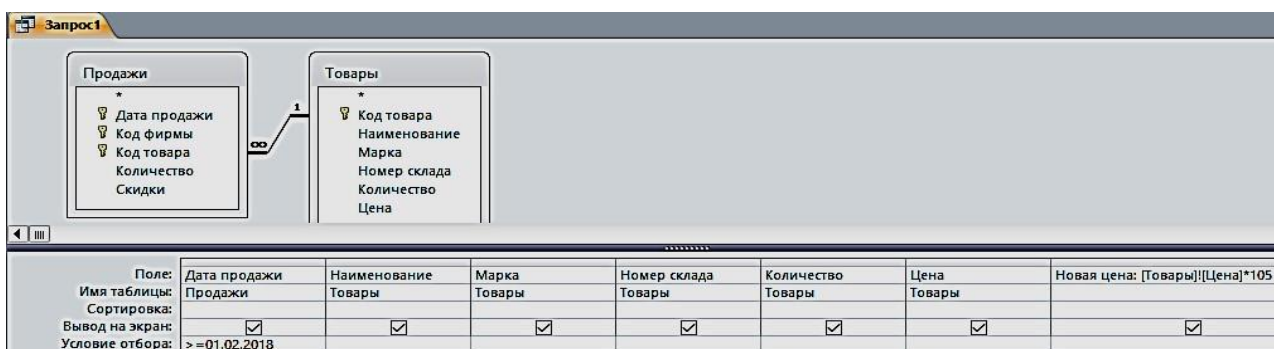 Запрос1
Продажи
*
Дата продажи
Код фирмы
Код товара
Количество
Скидки
∞
1
Товары
*
Код товара
Наименование
Марка
Номер склада
Количество
Цена
Поле: Дата продажи Наименование Марка Номер склада Количество Цена Новая цена: [Товары]![Цена]*105
Имя таблицы: Продажи Товары Товары Товары Товары Товары
Сортировка:
Вывод на экран:
Условие отбора: >=01.02.2018